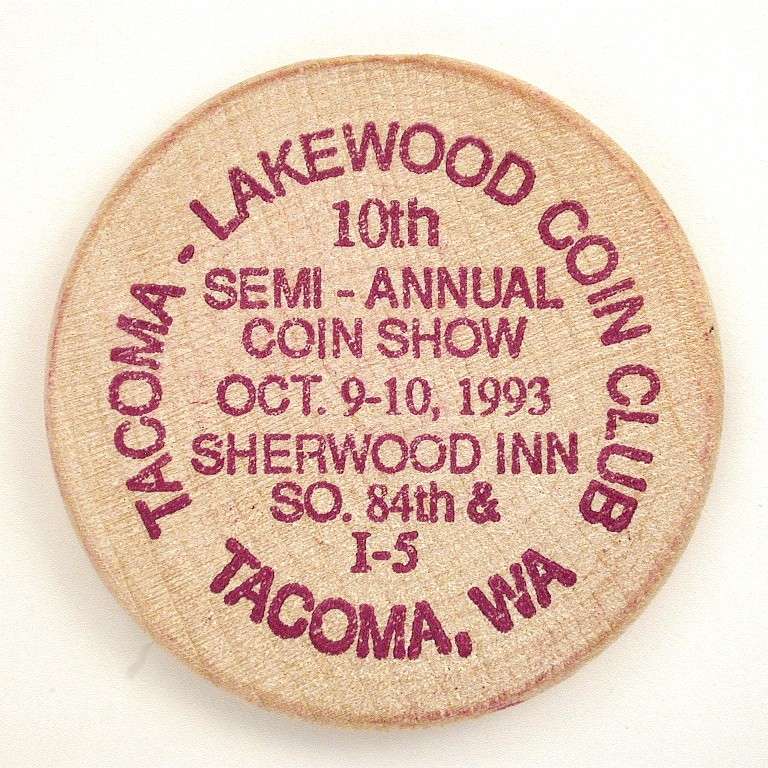 TACOMA - LAKEWOOD COIN CLUB
10th
SEMI - ANNUAL
COIN SHOW
OCT. 9-10, 1993
SHERWOOD INN
SO. 84th &
I-5
TACOMA, WA